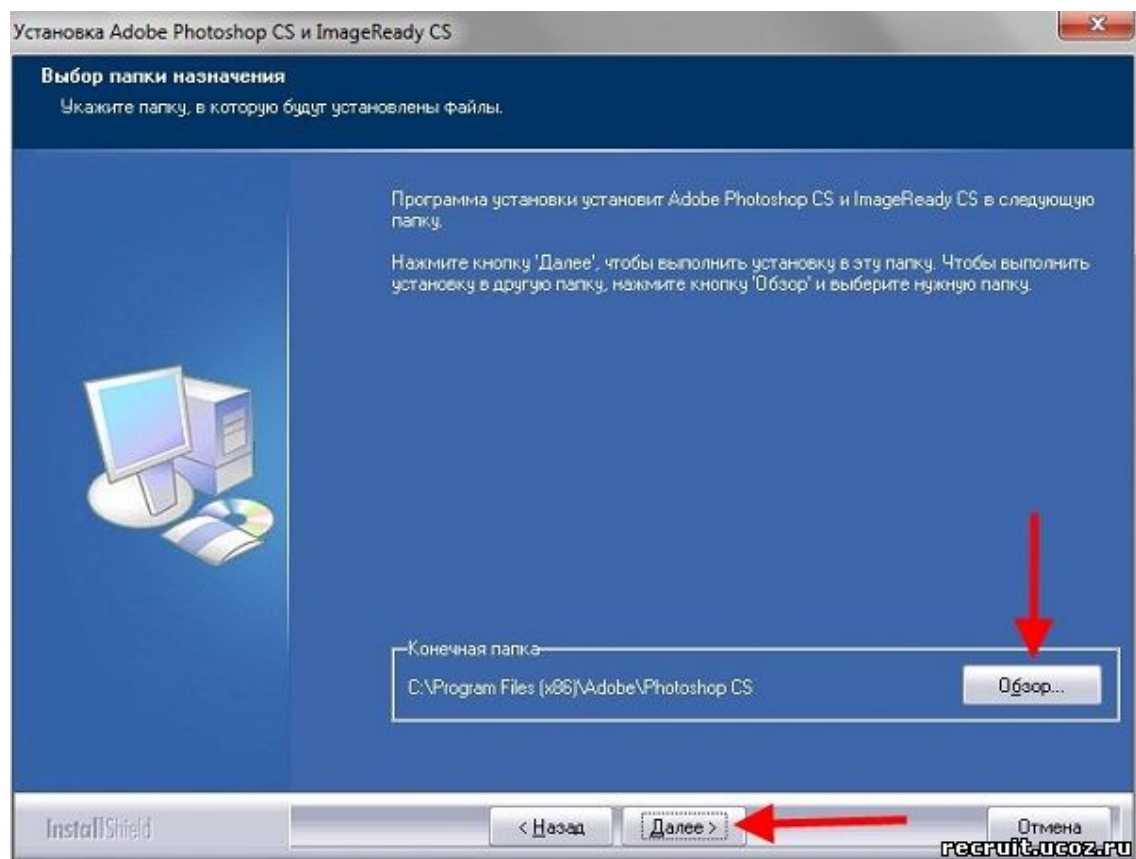 Установка Adobe Photoshop CS и ImageReady CS
Выбор папки назначения
Укажите папку, в которую будут установлены файлы.
Программа установки установит Adobe Photoshop CS и ImageReady CS в следующую
папку.
Нажмите кнопку 'Далее', чтобы выполнить установку в эту папку. Чтобы выполнить
установку в другую папку, нажмите кнопку 'Обзор' и выберите нужную папку.
Конечная папка
C:\Program Files (x86)\Adobe\Photoshop CS
Обзор...
InstallShield
< Назад
Далее >
Отмена
recruit.ucoz.ru